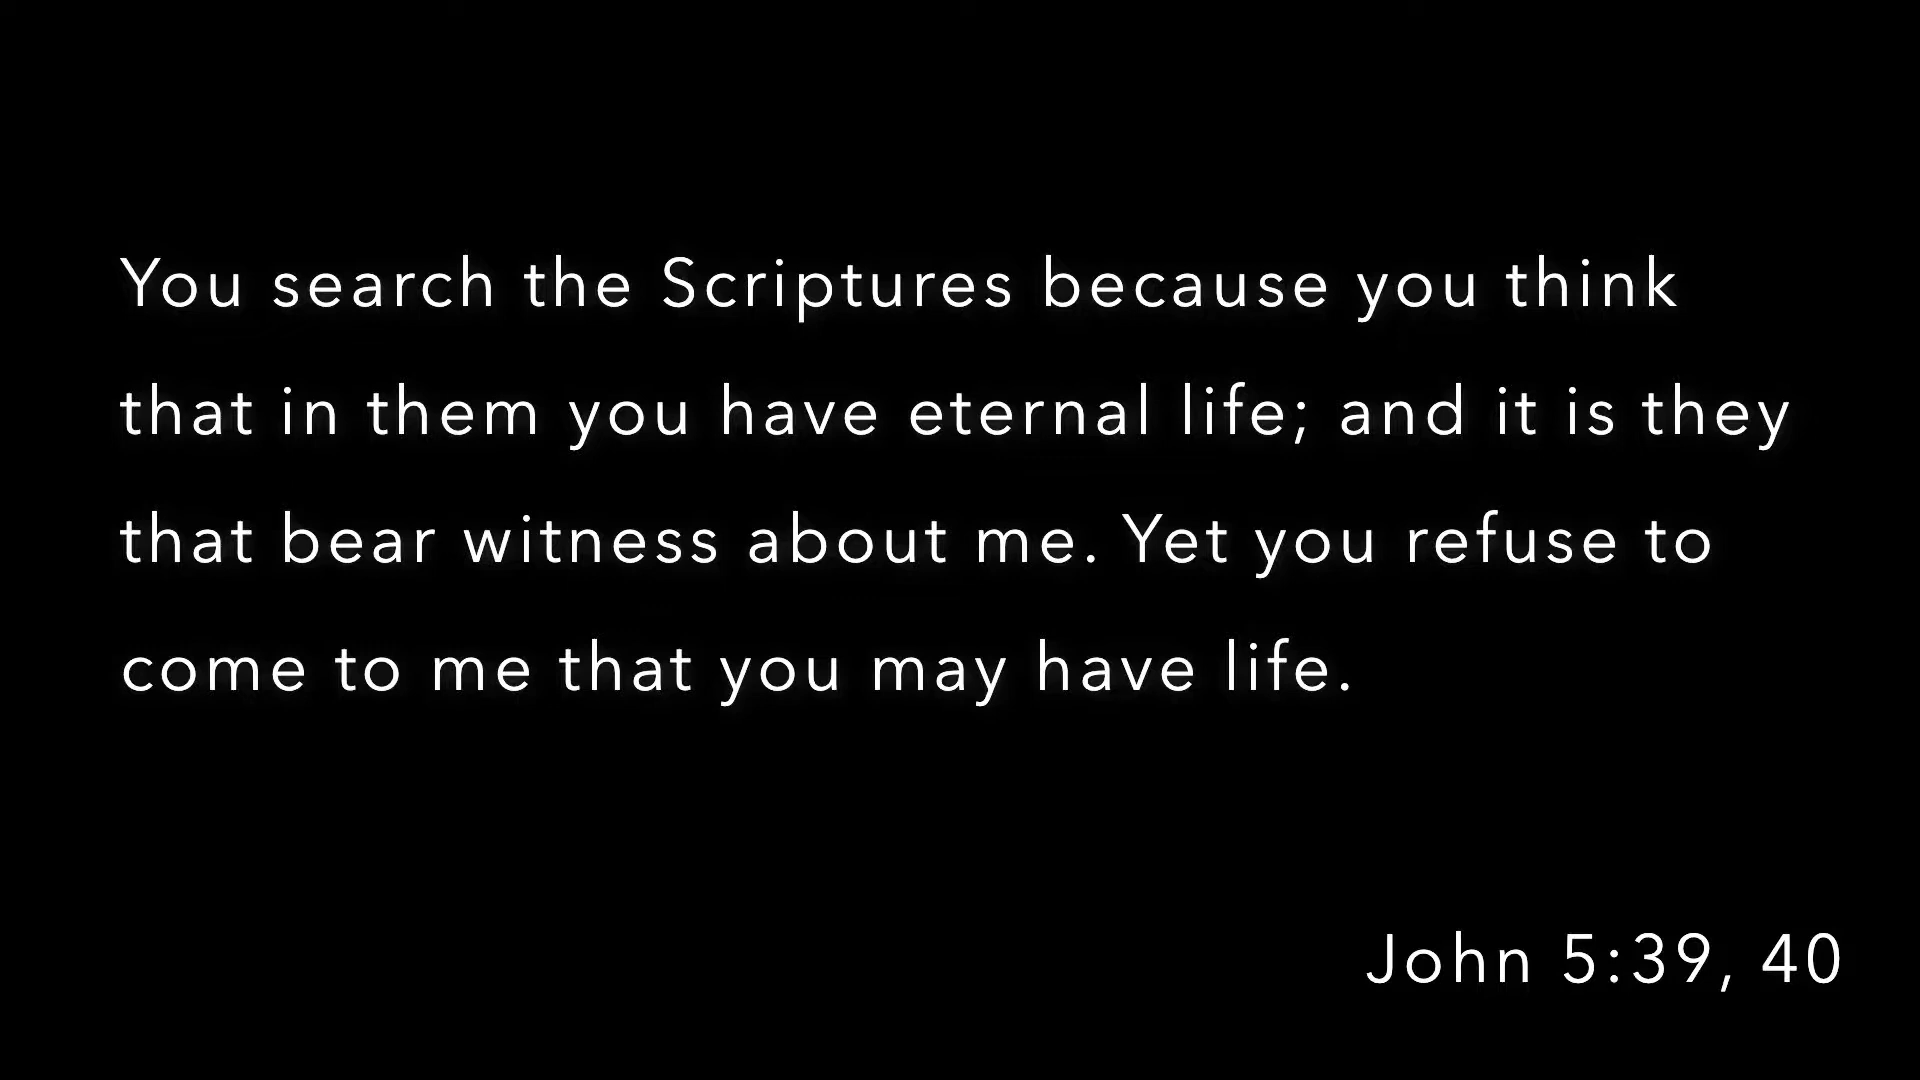 You search the Scriptures because you think
that in them you have eternal life; and it is they
that bear witness about me. Yet you refuse to
come to me that you may have life.
John 5:39, 40